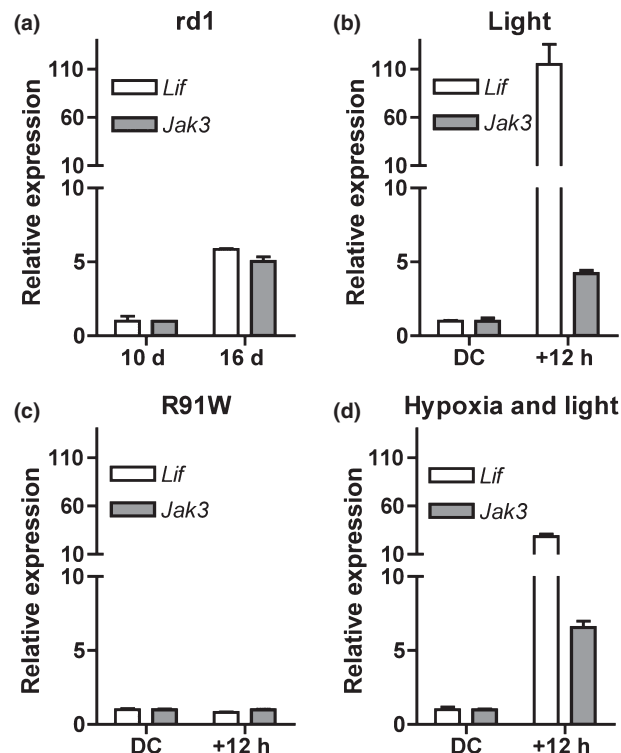 (a) rd1
Relative expression
110
60
10
10
5
0
Lif
Jak3
10 d 16 d
(b) Light
Relative expression
110
60
10
10
5
0
Lif
Jak3
DC +12 h
(c) R91W
Relative expression
110
60
10
10
5
0
Lif
Jak3
DC +12 h
(d) Hypoxia and light
Relative expression
110
60
10
10
5
0
Lif
Jak3
DC +12 h